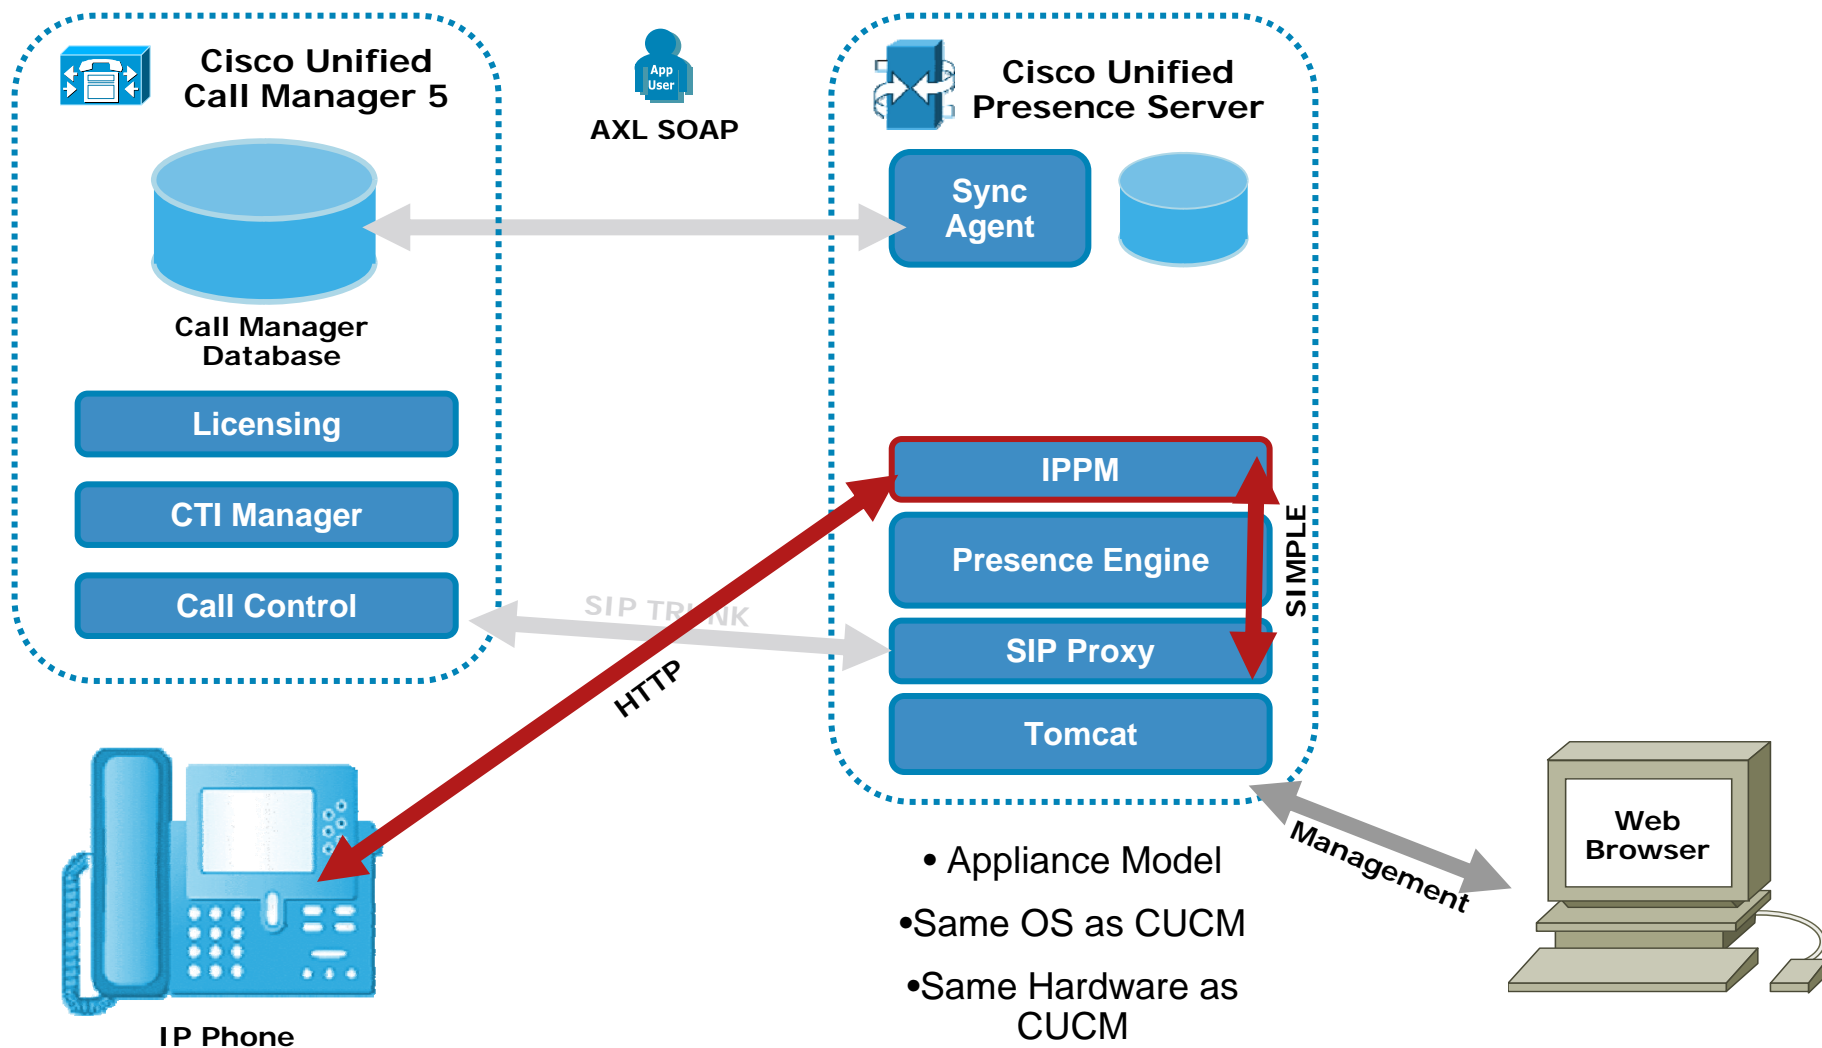 Cisco Unified
Call Manager 5
App
User
AXL SOAP
Cisco Unified
Presence Server
Sync
Agent
Call Manager
Database
Licensing
CTI Manager
Call Control
SIP TRUNK
HTTP
IPPM
Presence Engine
SIP Proxy
Tomcat
SIMPLE
Management
Web
Browser
• Appliance Model
•Same OS as CUCM
•Same Hardware as
CUCM
IP Phone